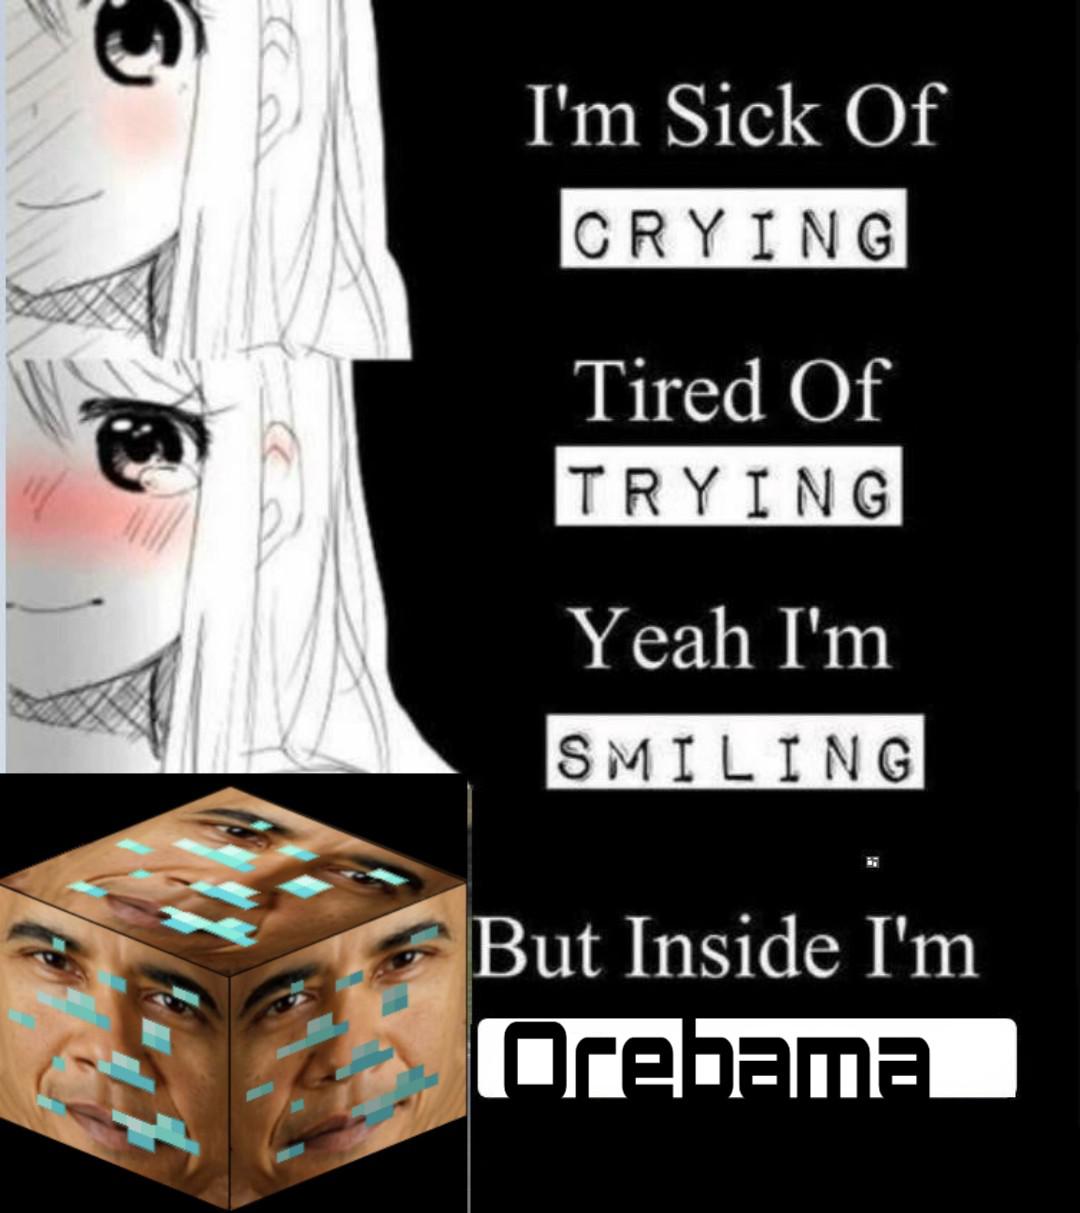 I'm Sick Of
CRYING
Tired Of
TRYING
Yeah I'm
SMILING
But Inside I'm
Orebama